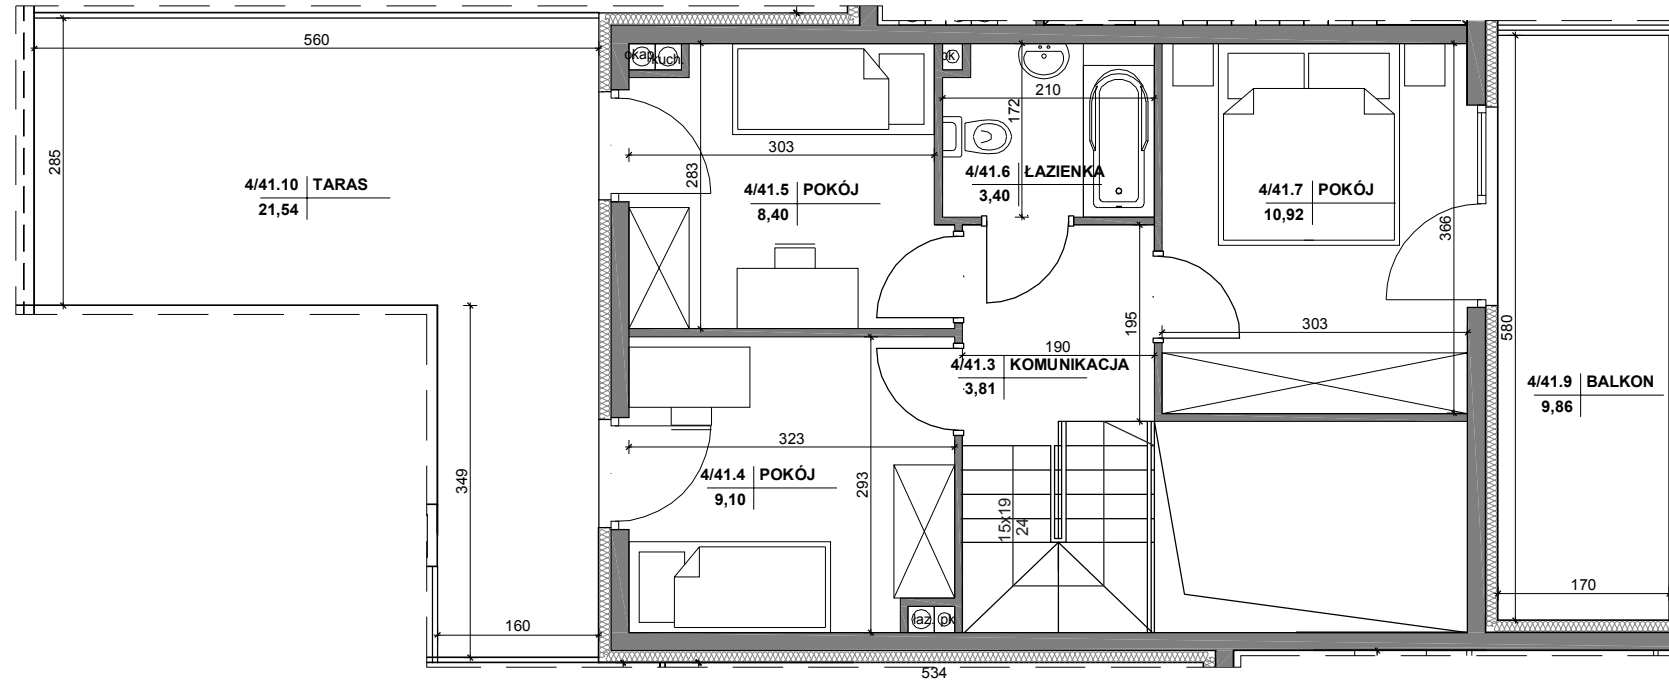 560
285
4/41.10 TARAS
21,54
349
160
okap kuch.
303
283
4/41.5 POKÓJ
8,40
pk
210
172
4/41.6 ŁAZIENKA
3,40
4/41.7 POKÓJ
10,92
366
303
195
190
4/41.3 KOMUNIKACJA
3,81
323
293
4/41.4 POKÓJ
9,10
15x19
24
łaz. pk
534
580
4/41.9 BALKON
9,86
170